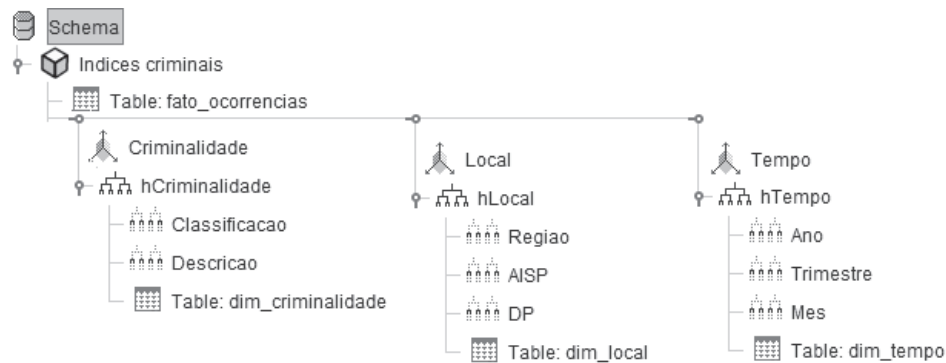 Schema
Indices criminais
Table: fato_ocorrencias
Criminalidade
hCriminalidade
Classificacao
Descricao
Table: dim_criminalidade
Local
hLocal
Regiao
AISP
DP
Table: dim_local
Tempo
hTempo
Ano
Trimestre
Mes
Table: dim_tempo